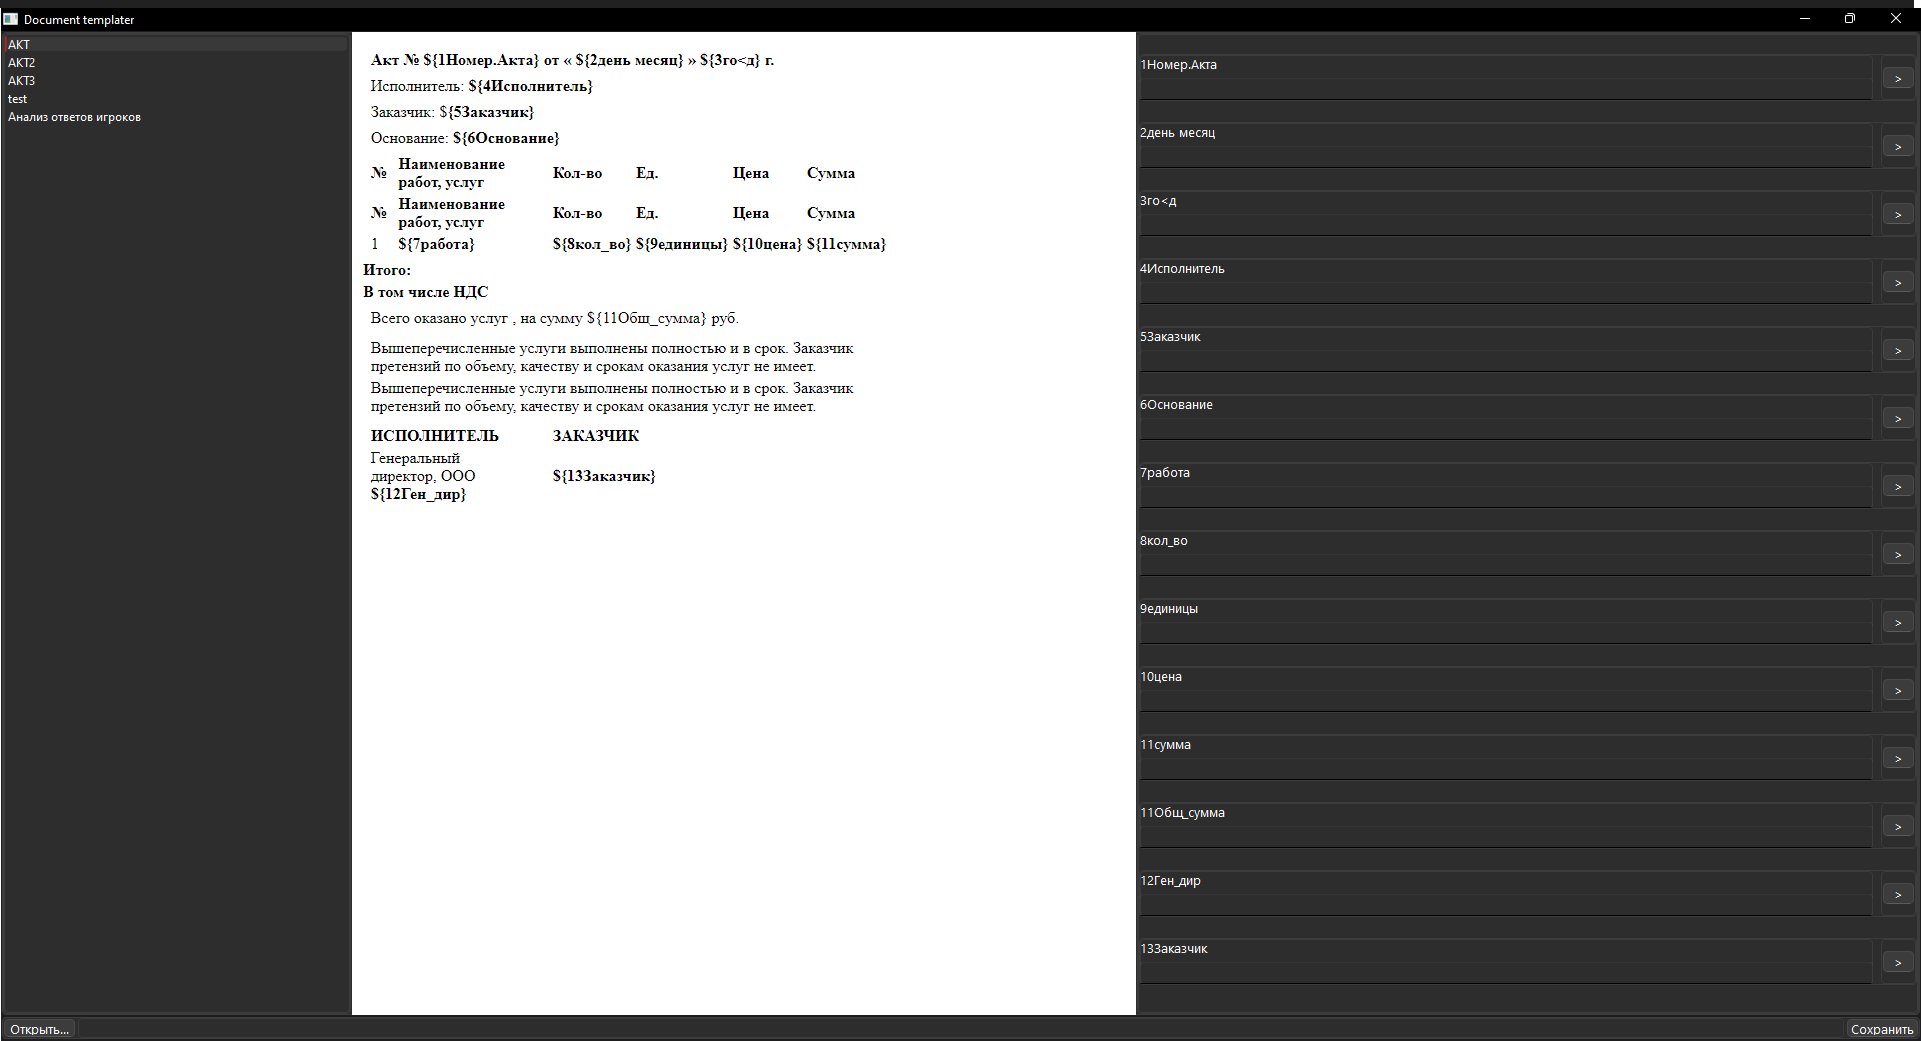 Document templater
АКТ
АКТ2
АКТ3
test
Анализ ответов игроков
Акт № ${1Номер.Акта} от « ${2день месяц} » ${3го<д} г.
Исполнитель: ${4Исполнитель}
Заказчик: ${5Заказчик}
Основание: ${6Основание}
№ Наименование работ, услуг Кол-во Ед. Цена Сумма
№ Наименование работ, услуг Кол-во Ед. Цена Сумма
1 ${7работа} ${8кол_во} ${9единицы} ${10цена} ${11сумма}
Итого:
В том числе НДС
Всего оказано услуг , на сумму ${11Общ_сумма} руб.
Вышеперечисленные услуги выполнены полностью и в срок. Заказчик
претензий по объему, качеству и срокам оказания услуг не имеет.
Вышеперечисленные услуги выполнены полностью и в срок. Заказчик
претензий по объему, качеству и срокам оказания услуг не имеет.
ИСПОЛНИТЕЛЬ ЗАКАЗЧИК
Генеральный
директор, ООО ${13Заказчик}
${12Ген_дир}
1Номер.Акта
>
2день месяц
>
3го<д
>
4Исполнитель
>
5Заказчик
>
6Основание
>
7работа
>
8кол_во
>
9единицы
>
10цена
>
11сумма
>
11Общ_сумма
>
12Ген_дир
>
13Заказчик
>
Открыть...
Сохранить